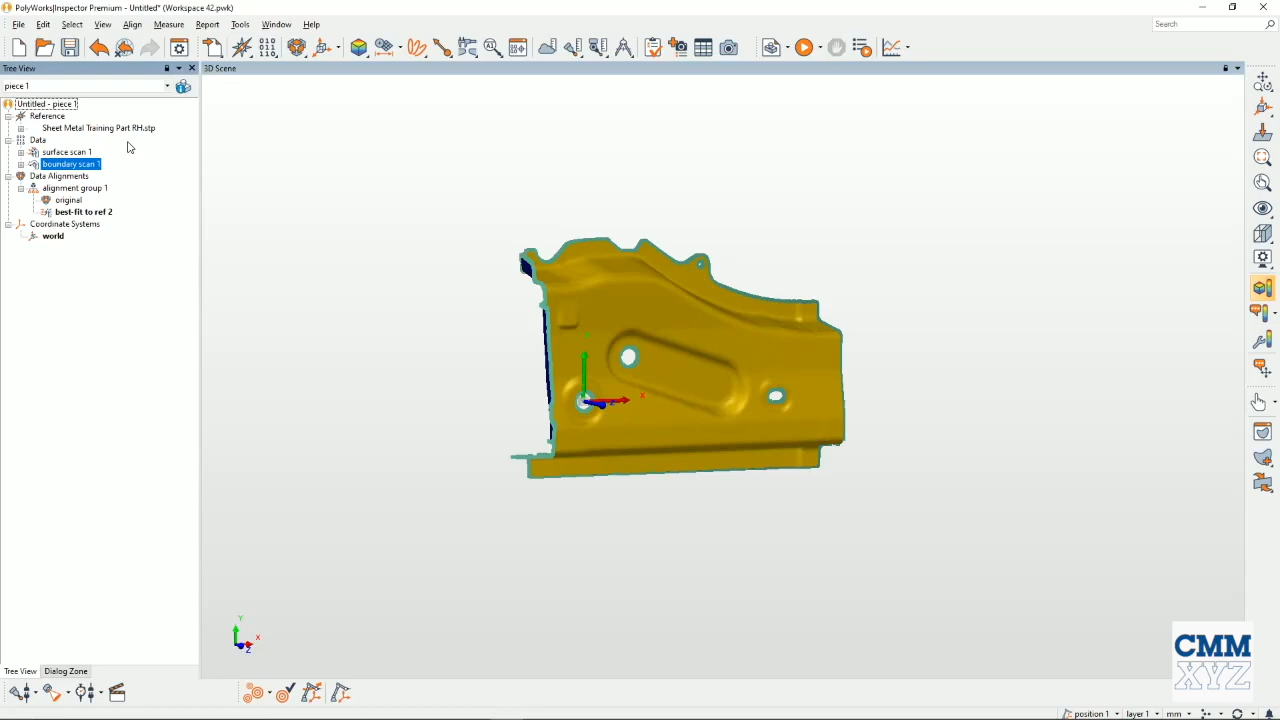 PolyWorks|Inspector Premium - Untitled* (Workspace 42.pwk)
File Edit Select View Align Measure Report Tools Window Help
Search
Tree View
3D Scene
piece 1
Untitled - piece 1
Reference
Sheet Metal Training Part RH.stp
Data
surface scan 1
boundary scan 1
Data Alignments
alignment group 1
original
best-fit to ref 2
Coordinate Systems
world
X
Z
Y
X
Z
CMM
XYZ
Tree View Dialog Zone
position 1 layer 1 mm